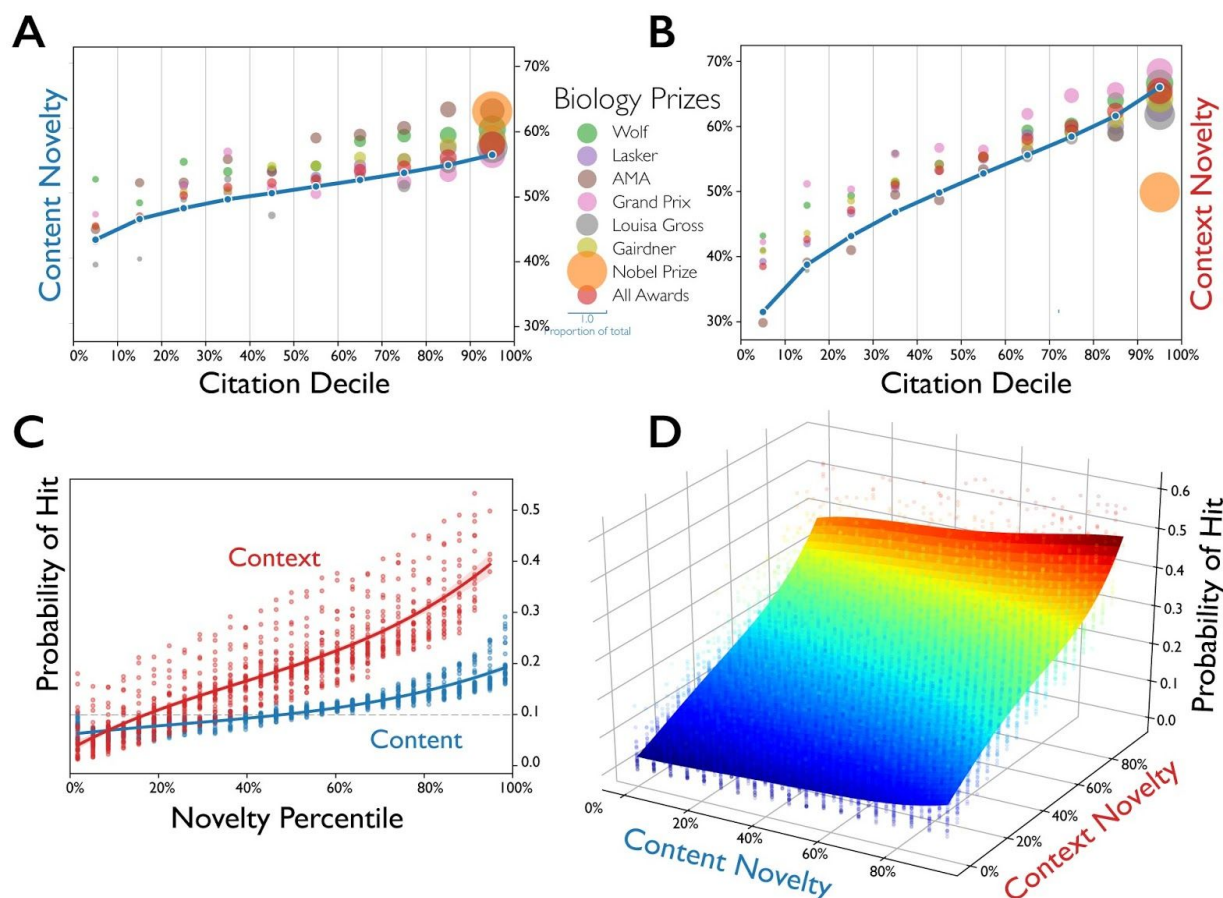 A
Content Novelty
70%
60%
50%
40%
30%
0% 10% 20% 30% 40% 50% 60% 70% 80% 90% 100%
Citation Decile
Biology Prizes
Wolf
Lasker
AMA
Grand Prix
Louisa Gross
Gairdner
Nobel Prize
All Awards
1.0
Proportion of total
B
70%
60%
50%
40%
30%
0% 10% 20% 30% 40% 50% 60% 70% 80% 90% 100%
Citation Decile
Context Novelty
C
Probability of Hit
Context
Content
0.5
0.4
0.3
0.2
0.1
0.0
0% 20% 40% 60% 80% 100%
Novelty Percentile
D
0.6
0.5
0.4
0.3
0.2
0.1
0.0
Probability of Hit
0% 20% 40% 60% 80%
Content Novelty
0% 20% 40% 60% 80%
Context Novelty